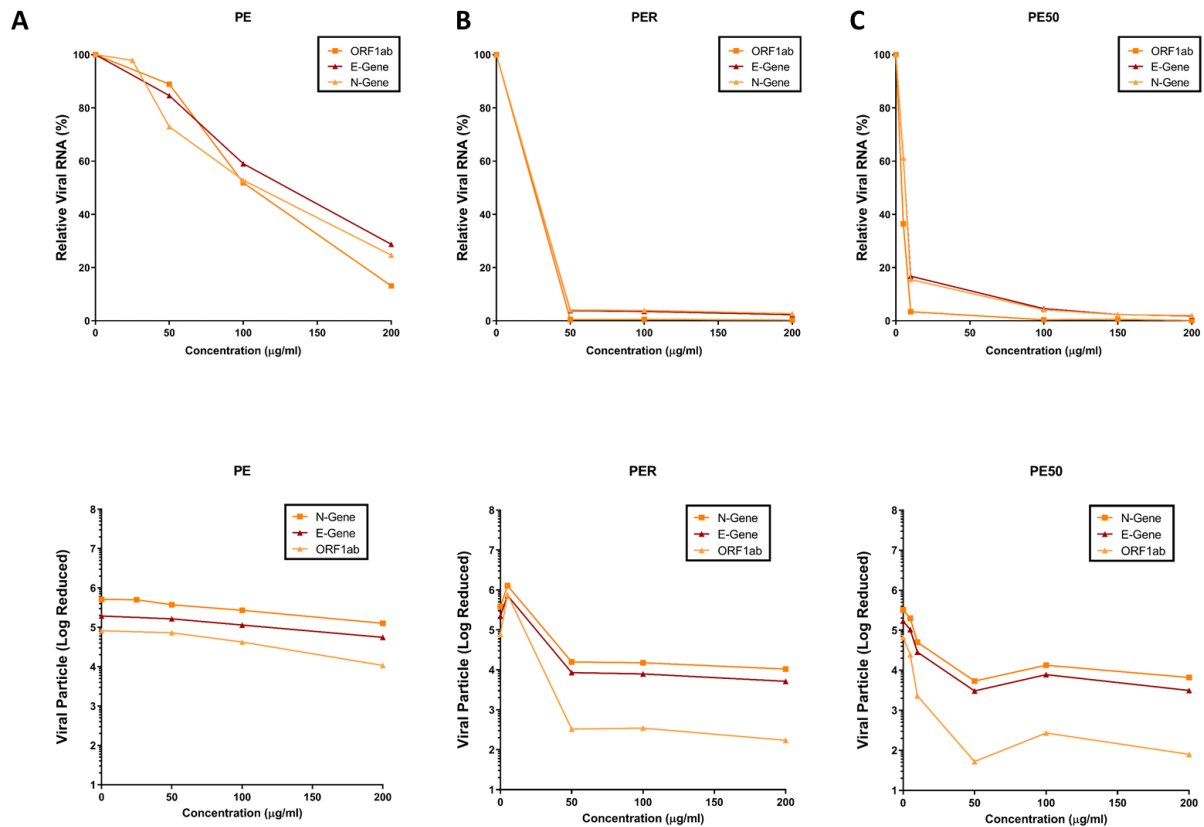 A
PE
ORF1ab
E-Gene
N-Gene
Relative Viral RNA (%)
100
80
60
40
20
0
0
50
100
150
200
Concentration (µg/ml)
B
PER
ORF1ab
E-Gene
N-Gene
Relative Viral RNA (%)
100
80
60
40
20
0
0
50
100
150
200
Concentration (µg/ml)
C
PE50
ORF1ab
E-Gene
N-Gene
Relative Viral RNA (%)
100
80
60
40
20
0
0
50
100
150
200
Concentration (µg/ml)
PE
N-Gene
E-Gene
ORF1ab
Viral Particle (Log Reduced)
8
7
6
5
4
3
2
1
0
50
100
150
200
Concentration (µg/ml)
PER
N-Gene
E-Gene
ORF1ab
Viral Particle (Log Reduced)
8
7
6
5
4
3
2
1
0
50
100
150
200
Concentration (µg/ml)
PE50
N-Gene
E-Gene
ORF1ab
Viral Particle (Log Reduced)
8
7
6
5
4
3
2
1
0
50
100
150
200
Concentration (µg/ml)